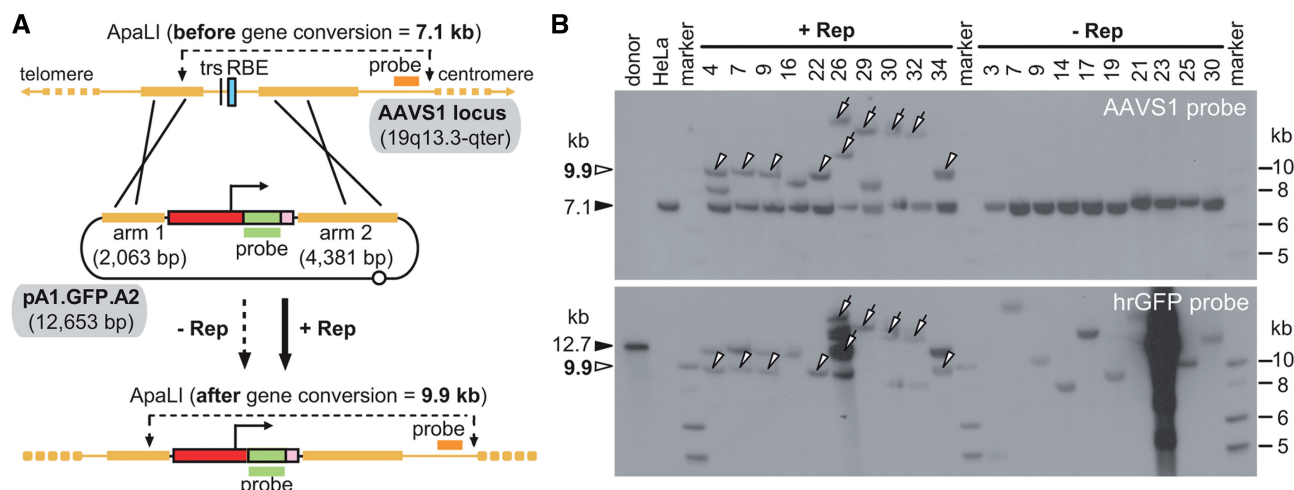 A
ApaLI (before gene conversion = 7.1 kb)
telomere
trs
RBE
probe
centromere
AAVS1 locus
(19q13.3-qter)
arm 1
(2,063 bp)
probe
arm 2
(4,381 bp)
pA1.GFP.A2
(12,653 bp)
- Rep
+ Rep
ApaLI (after gene conversion = 9.9 kb)
probe
probe
B
+ Rep
- Rep
donor
HeLa
marker
4
7
9
16
22
26
29
30
32
34
marker
3
7
9
14
17
19
21
23
25
30
marker
AAVS1 probe
kb
9.9
7.1
kb
10
8
6
5
hrGFP probe
kb
12.7
9.9
kb
10
8
6
5